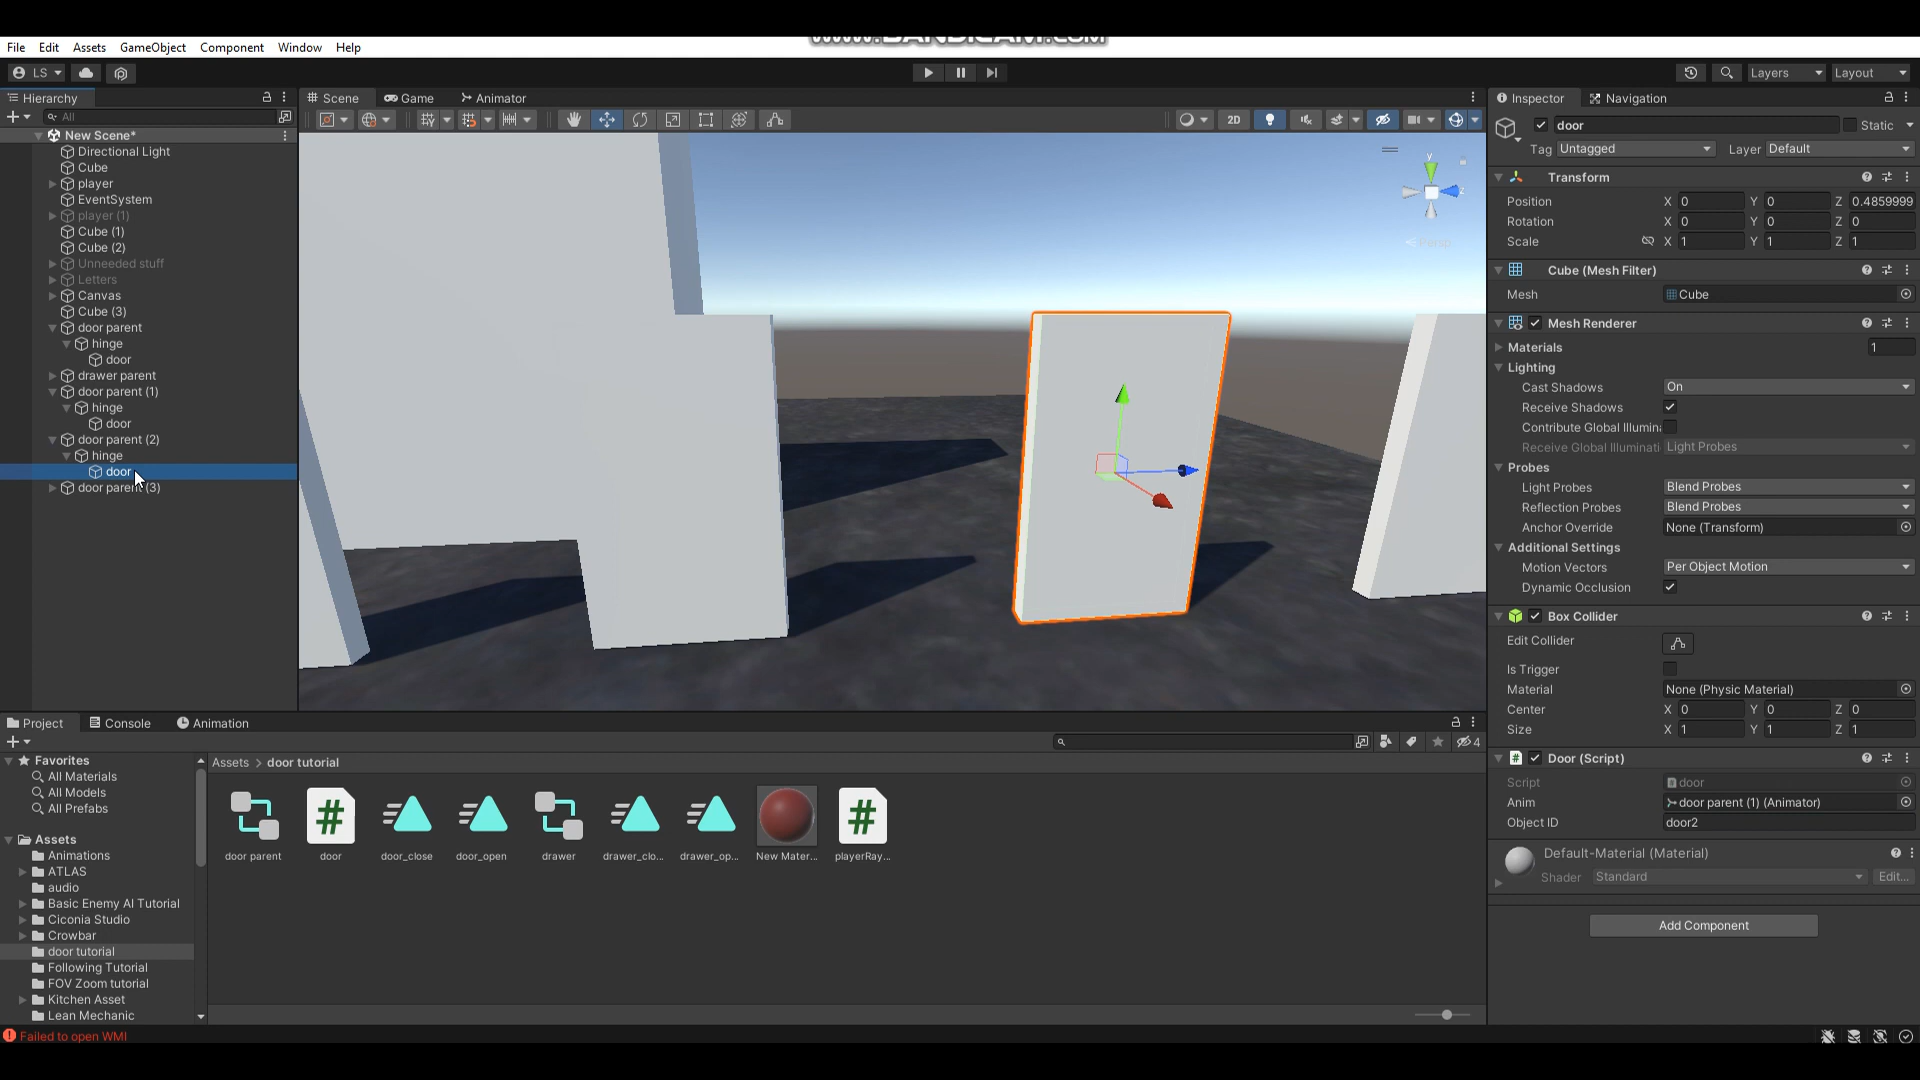 www.BANDICAM.com
File Edit Assets GameObject Component Window Help
LS
Layers
Layout
Hierarchy
All
New Scene*
Directional Light
Cube
player
EventSystem
player (1)
Cube (1)
Cube (2)
Unneeded stuff
Letters
Canvas
Cube (3)
door parent
hinge
door
drawer parent
door parent (1)
hinge
door
door parent (2)
hinge
door
door parent (3)
Scene Game Animator
2D
y
z
Persp
Inspector Navigation
door
Static
Tag Untagged Layer Default
Transform
Position X 0 Y 0 Z 0.4859999
Rotation X 0 Y 0 Z 0
Scale X 1 Y 1 Z 1
Cube (Mesh Filter)
Mesh Cube
Mesh Renderer
Materials 1
Lighting
Cast Shadows On
Receive Shadows
Contribute Global Illumina
Receive Global Illuminati Light Probes
Probes
Light Probes Blend Probes
Reflection Probes Blend Probes
Anchor Override None (Transform)
Additional Settings
Motion Vectors Per Object Motion
Dynamic Occlusion
Box Collider
Edit Collider
Is Trigger
Material None (Physic Material)
Center X 0 Y 0 Z 0
Size X 1 Y 1 Z 1
Door (Script)
Script door
Anim door parent (1) (Animator)
Object ID door2
Default-Material (Material)
Shader Standard Edit...
Add Component
Project Console Animation
4
Favorites
All Materials
All Models
All Prefabs
Assets
Animations
ATLAS
audio
Basic Enemy AI Tutorial
Ciconia Studio
Crowbar
door tutorial
Following Tutorial
FOV Zoom tutorial
Kitchen Asset
Lean Mechanic
Assets > door tutorial
door parent door door_close door_open drawer drawer_clo... drawer_op... New Mater... playerRay...
Failed to open WMI